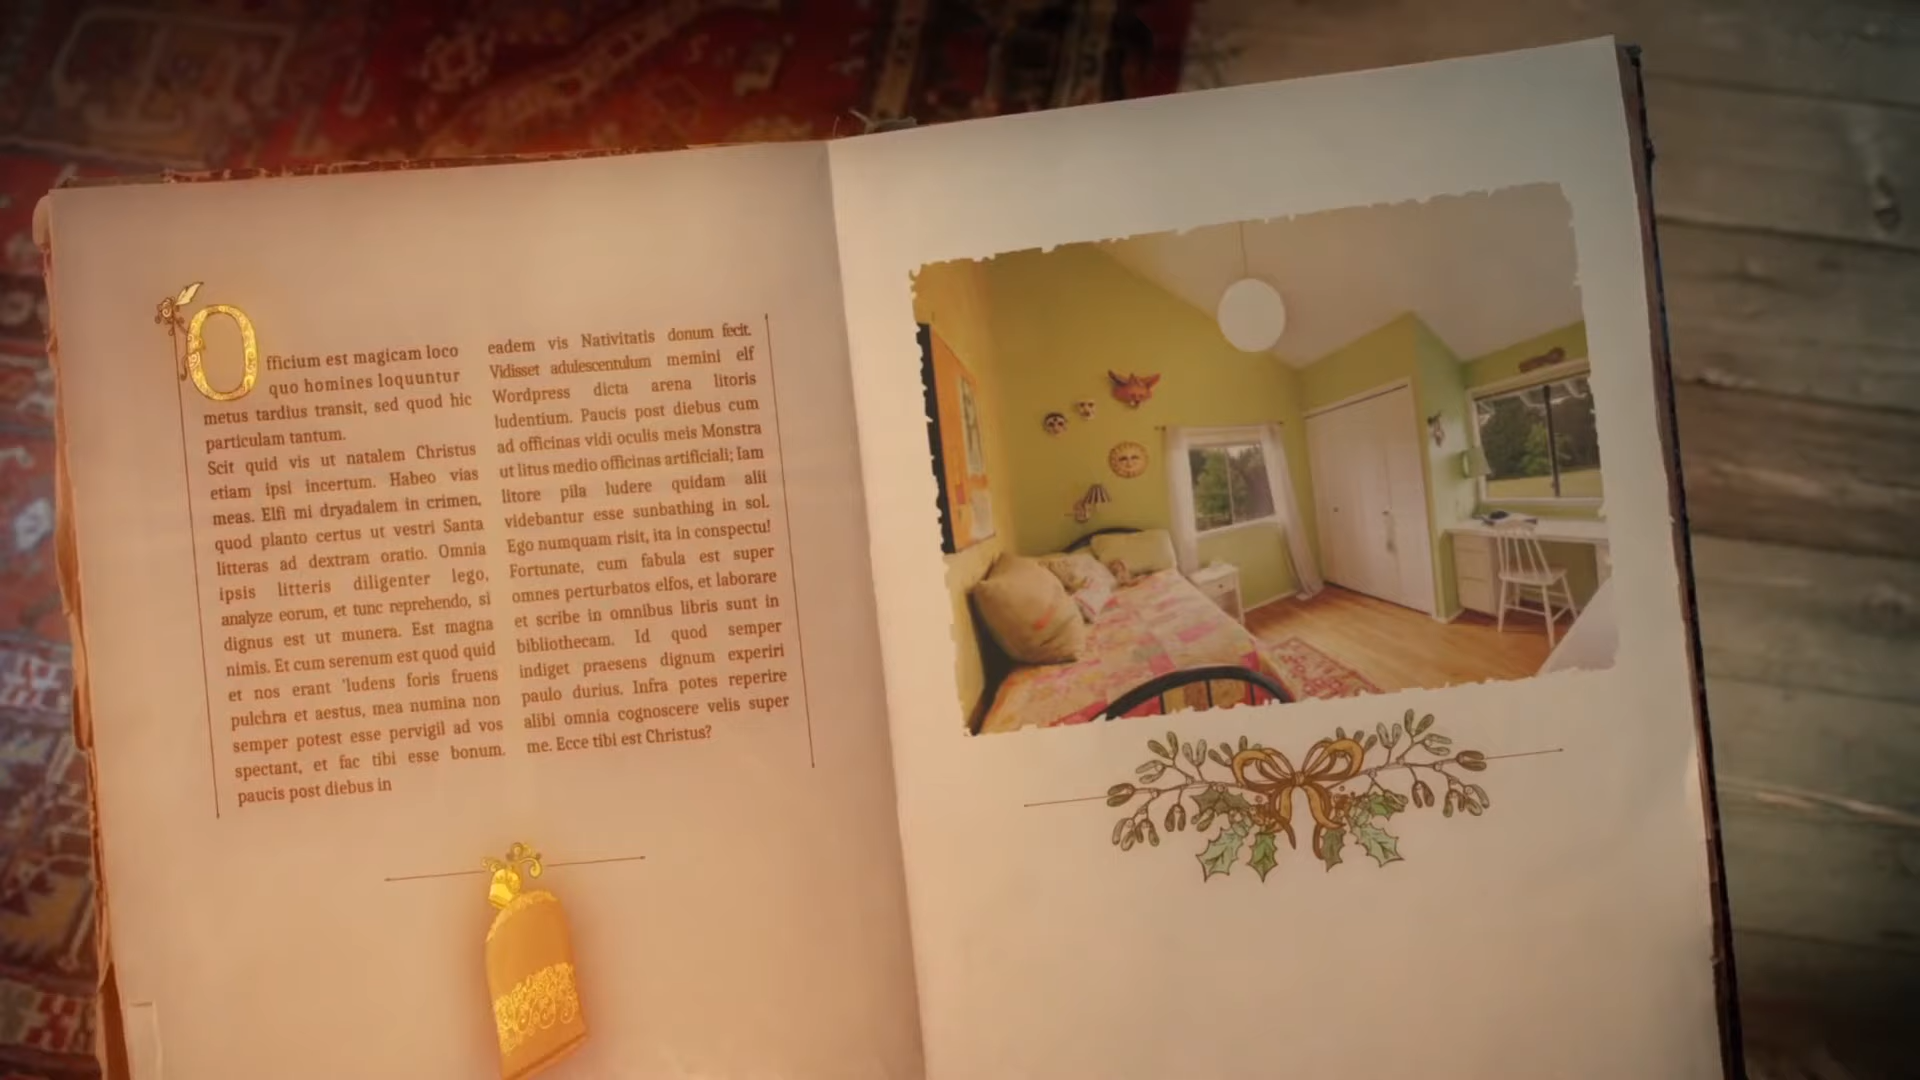 Officium est magicam loco
quo homines loquuntur
metus tardius transit, sed quod hic
particulam tantum.
Scit quid vis ut natalem Christus
etiam ipsi incertum. Habeo vias
meas. Elfi mi dryadalem in crimen,
quod planto certus ut vestri Santa
litteras ad dextram oratio. Omnia
ipsis litteris diligenter lego,
analyze eorum, et tunc reprehendo, si
dignus est ut munera. Est magna
nimis. Et cum serenum est quod quid
et nos erant 'ludens foris fruens
pulchra et aestus, mea numina non
semper potest esse pervigil ad vos
spectant, et fac tibi esse bonum.
paucis post diebus in
eadem vis Nativitatis donum fecit.
Vidisset adulescentulum memini elf
Wordpress dicta arena litoris
ludentium. Paucis post diebus cum
ad officinas vidi oculis meis Monstra
ut litus medio officinas artificiali; Iam
litore pila ludere quidam alii
videbantur esse sunbathing in sol.
Ego numquam risit, ita in conspectu!
Fortunate, cum fabula est super
omnes perturbatos elfos, et laborare
et scribe in omnibus libris sunt in
bibliothecam. Id quod semper
indiget praesens dignum experiri
paulo durius. Infra potes reperire
alibi omnia cognoscere velis super
me. Ecce tibi est Christus?